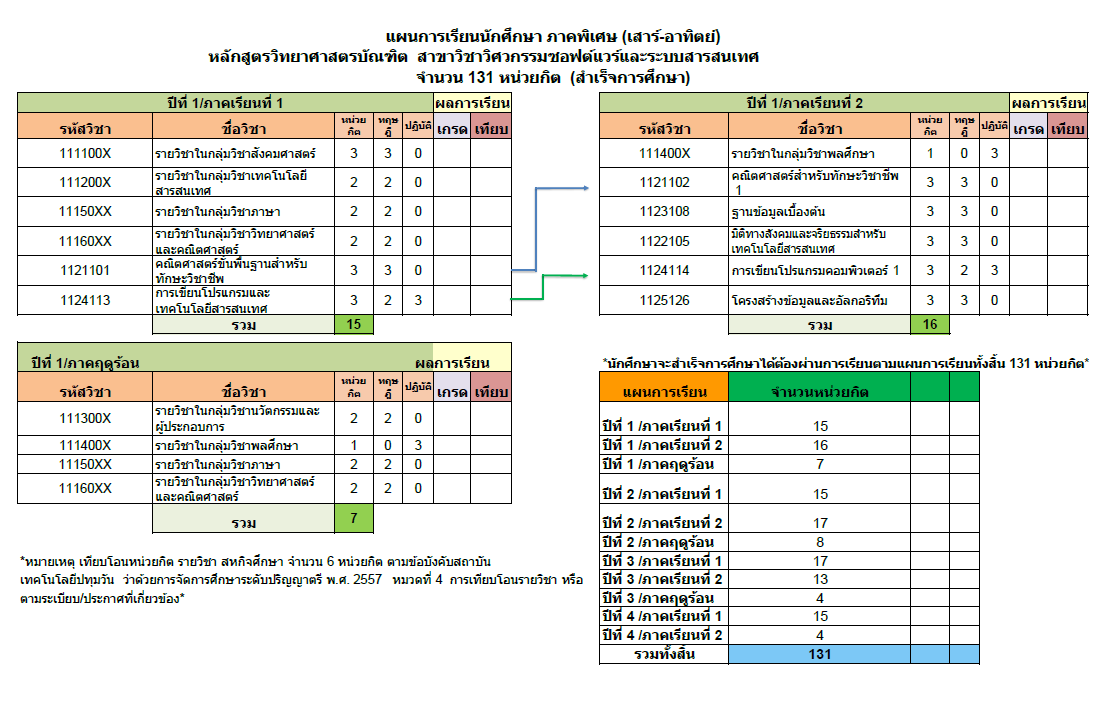 แผนการเรียนนักศึกษา ภาคพิเศษ (เสาร์-อาทิตย์)
หลักสูตรวิทยาศาสตรบัณฑิต สาขาวิชาวิศวกรรมซอฟต์แวร์และระบบสารสนเทศ
จำนวน 131 หน่วยกิต (สำเร็จการศึกษา)
ปีที่ 1/ภาคเรียนที่ 1 ผลการเรียน
รหัสวิชา ชื่อวิชา หน่วยกิต ทฤษฎี ปฏิบัติ เกรด เทียบ
111100X รายวิชาในกลุ่มวิชาสังคมศาสตร์ 3 3 0
111200X รายวิชาในกลุ่มวิชาเทคโนโลยีสารสนเทศ 2 2 0
11150XX รายวิชาในกลุ่มวิชาภาษา 2 2 0
11160XX รายวิชาในกลุ่มวิชาวิทยาศาสตร์และคณิตศาสตร์ 2 2 0
1121101 คณิตศาสตร์ขั้นพื้นฐานสำหรับทักษะวิชาชีพ 3 3 0
1124113 การเขียนโปรแกรมและเทคโนโลยีสารสนเทศ 3 2 3
รวม 15
ปีที่ 1/ภาคเรียนที่ 2 ผลการเรียน
รหัสวิชา ชื่อวิชา หน่วยกิต ทฤษฎี ปฏิบัติ เกรด เทียบ
111400X รายวิชาในกลุ่มวิชาพลศึกษา 1 0 3
1121102 คณิตศาสตร์สำหรับทักษะวิชาชีพ 1 3 3 0
1123108 ฐานข้อมูลเบื้องต้น 3 3 0
1122105 มิติทางสังคมและจริยธรรมสำหรับเทคโนโลยีสารสนเทศ 3 3 0
1124114 การเขียนโปรแกรมคอมพิวเตอร์ 1 3 2 3
1125126 โครงสร้างข้อมูลและอัลกอริทึม 3 3 0
รวม 16
ปีที่ 1/ภาคฤดูร้อน ผลการเรียน
รหัสวิชา ชื่อวิชา หน่วยกิต ทฤษฎี ปฏิบัติ เกรด เทียบ
111300X รายวิชาในกลุ่มวิชานวัตกรรมและผู้ประกอบการ 2 2 0
111400X รายวิชาในกลุ่มวิชาพลศึกษา 1 0 3
11150XX รายวิชาในกลุ่มวิชาภาษา 2 2 0
11160XX รายวิชาในกลุ่มวิชาวิทยาศาสตร์และคณิตศาสตร์ 2 2 0
รวม 7
*หมายเหตุ เทียบโอนหน่วยกิต รายวิชา สหกิจศึกษา จำนวน 6 หน่วยกิต ตามข้อบังคับสถาบัน
เทคโนโลยีปทุมวัน ว่าด้วยการจัดการศึกษาระดับปริญญาตรี พ.ศ. 2557 หมวดที่ 4 การเทียบโอนรายวิชา หรือ
ตามระเบียบ/ประกาศที่เกี่ยวข้อง*
*นักศึกษาจะสำเร็จการศึกษาได้ต้องผ่านการเรียนตามแผนการเรียนทั้งสิ้น 131 หน่วยกิต*
แผนการเรียน จำนวนหน่วยกิต
ปีที่ 1 /ภาคเรียนที่ 1 15
ปีที่ 1 /ภาคเรียนที่ 2 16
ปีที่ 1 /ภาคฤดูร้อน 7
ปีที่ 2 /ภาคเรียนที่ 1 15
ปีที่ 2 /ภาคเรียนที่ 2 17
ปีที่ 2 /ภาคฤดูร้อน 8
ปีที่ 3 /ภาคเรียนที่ 1 17
ปีที่ 3 /ภาคเรียนที่ 2 13
ปีที่ 3 /ภาคฤดูร้อน 4
ปีที่ 4 /ภาคเรียนที่ 1 15
ปีที่ 4 /ภาคเรียนที่ 2 4
รวมทั้งสิ้น 131